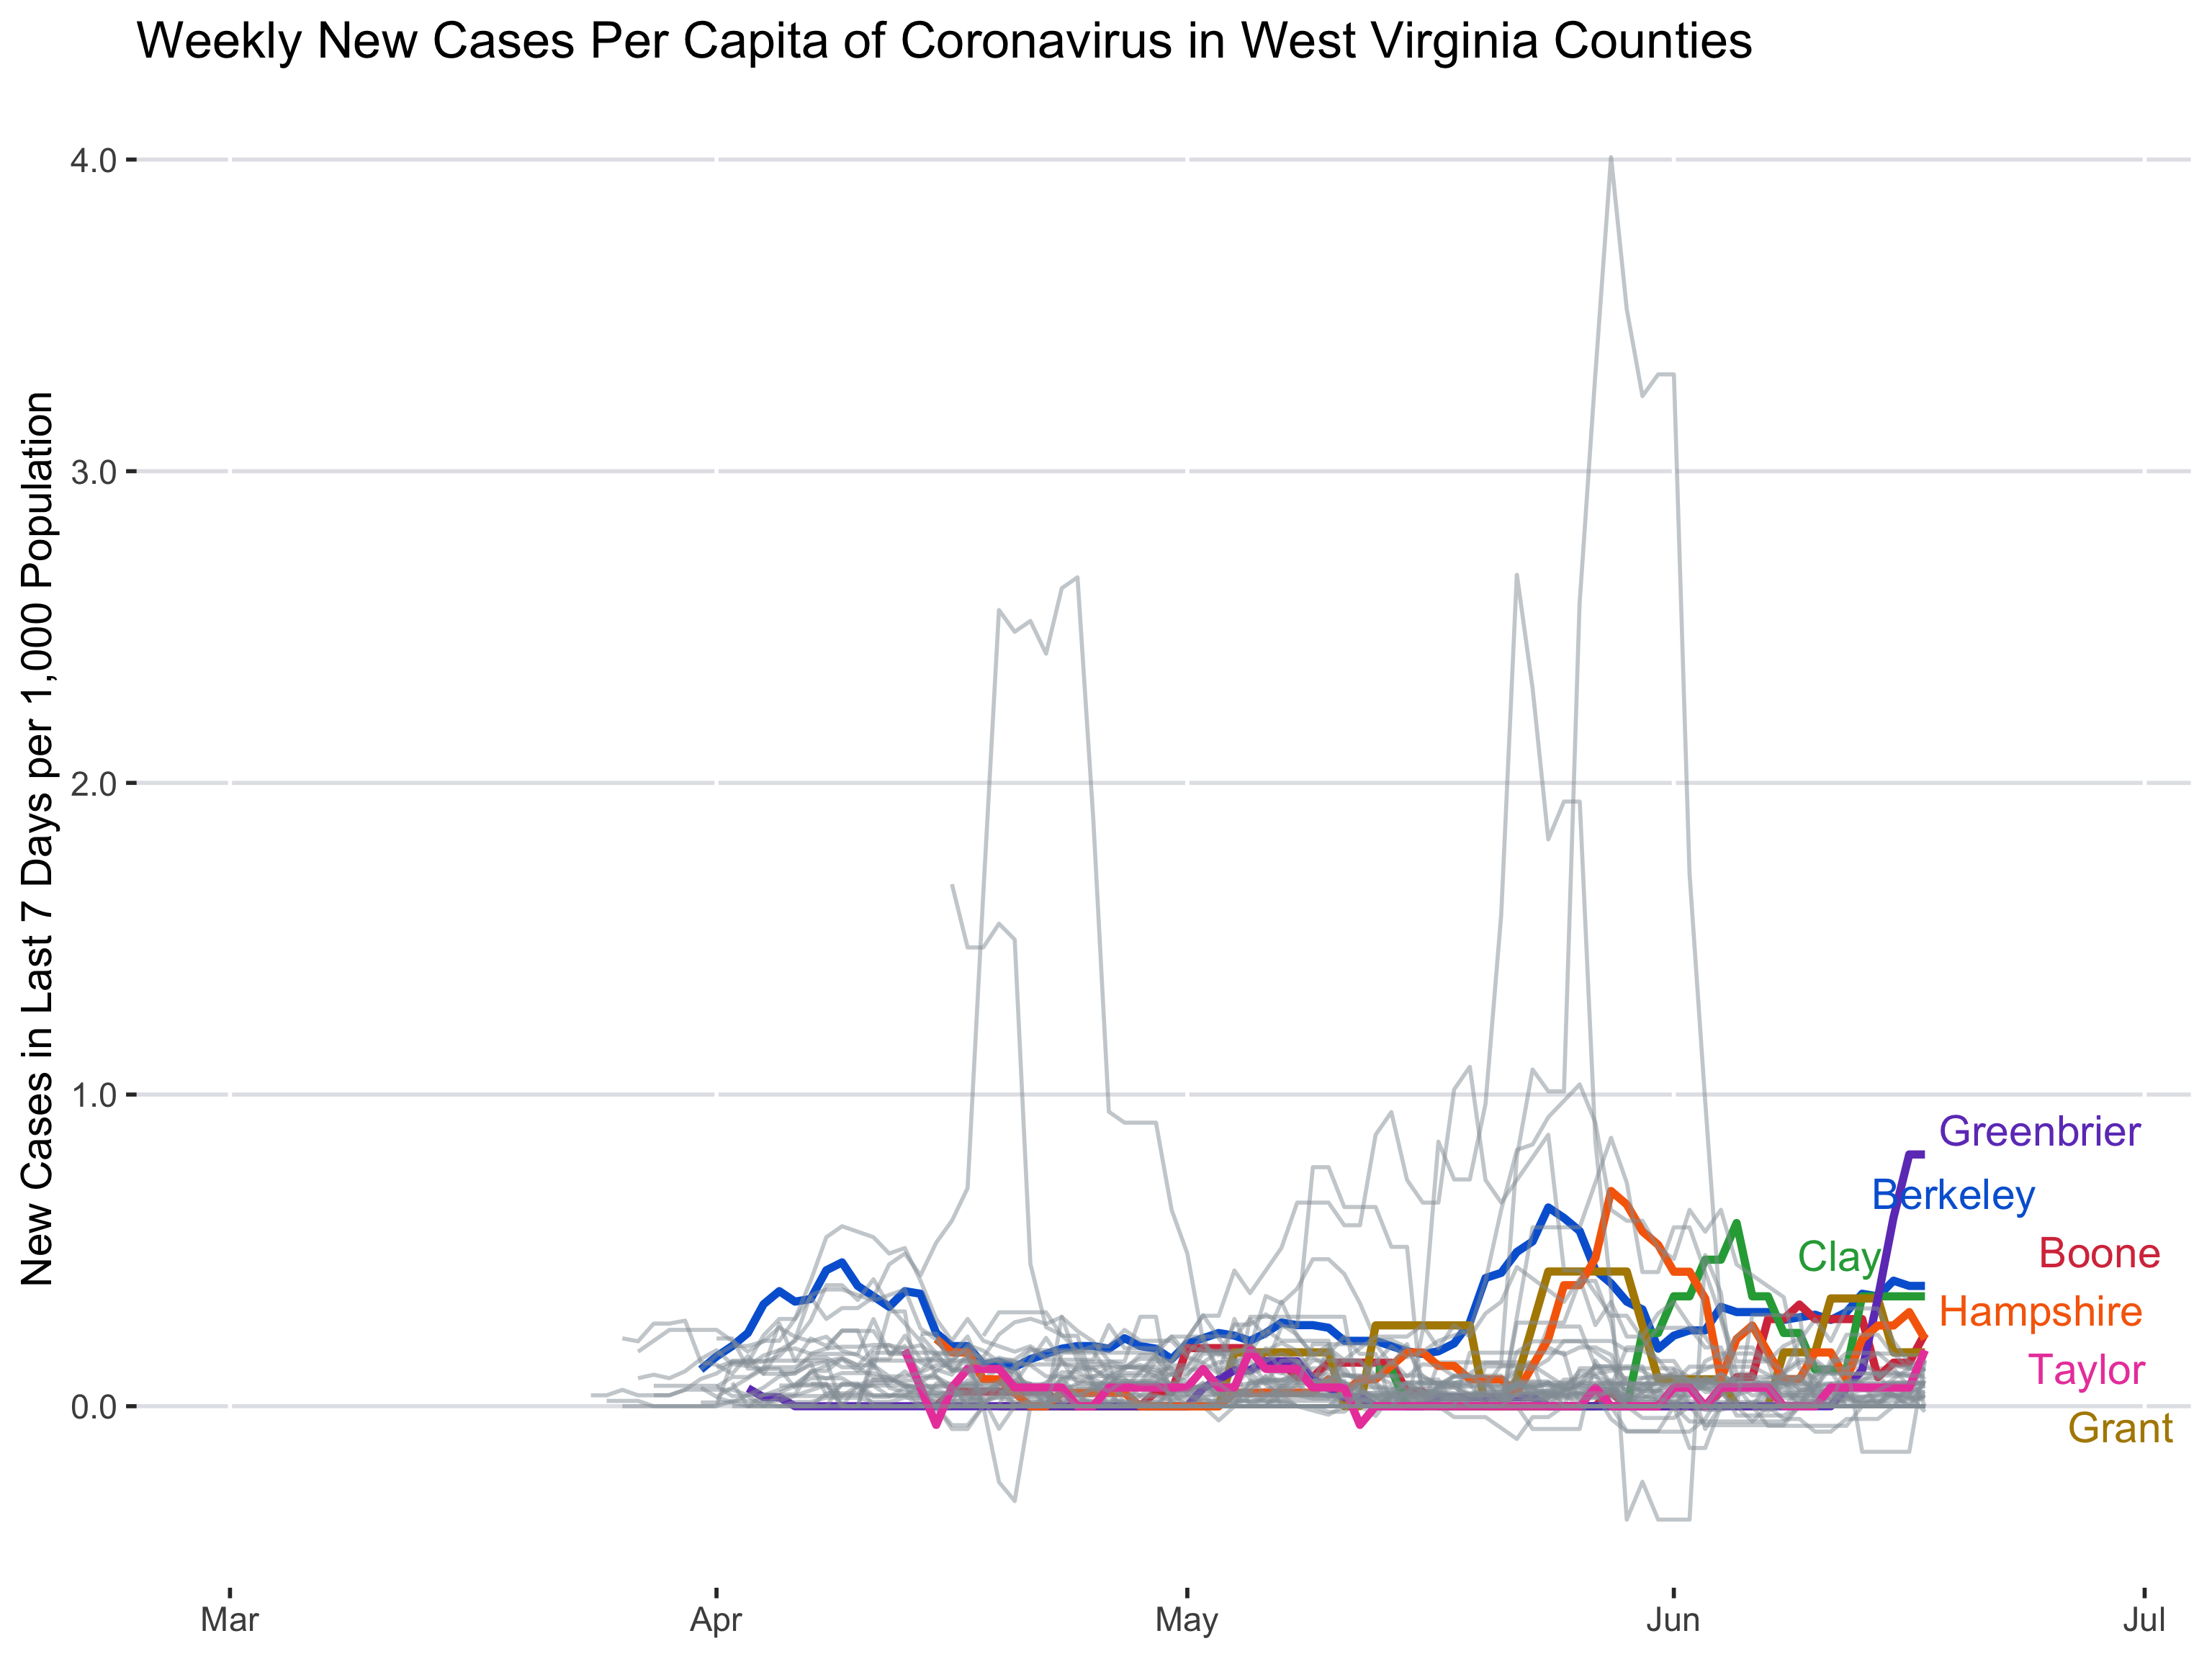 Weekly New Cases Per Capita of Coronavirus in West Virginia Counties
New Cases in Last 7 Days per 1,000 Population
4.0
3.0
2.0
1.0
0.0
Greenbrier
Berkeley
Clay
Boone
Hampshire
Taylor
Grant
Mar
Apr
May
Jun
Jul